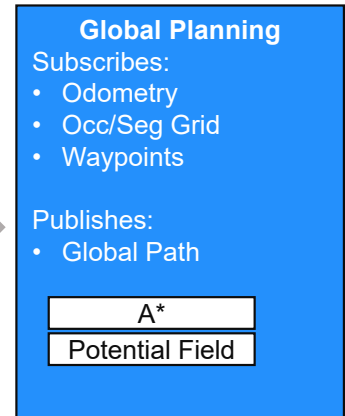 Global Planning
Subscribes:
• Odometry
• Occ/Seg Grid
• Waypoints
Publishes:
• Global Path
A*
Potential Field